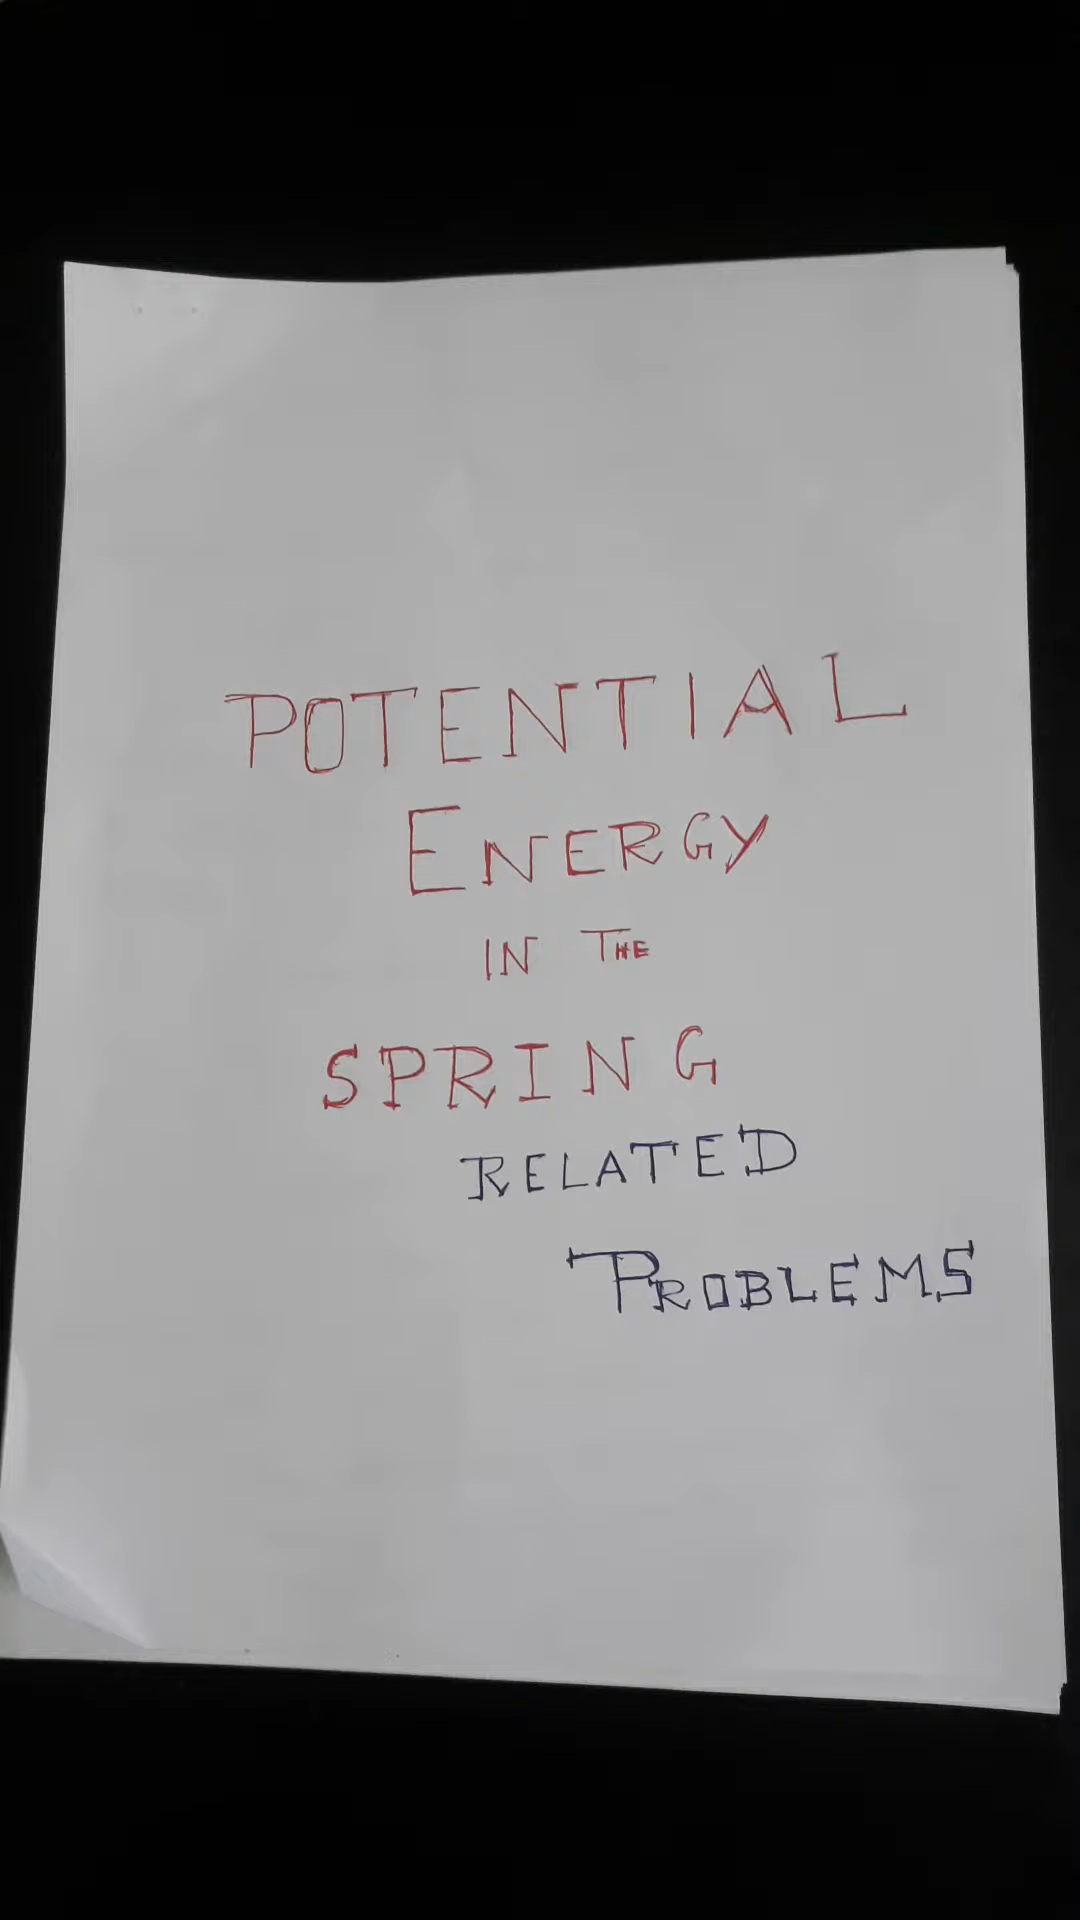 POTENTIAL
ENERGY
IN THE
SPRING
RELATED
PROBLEMS